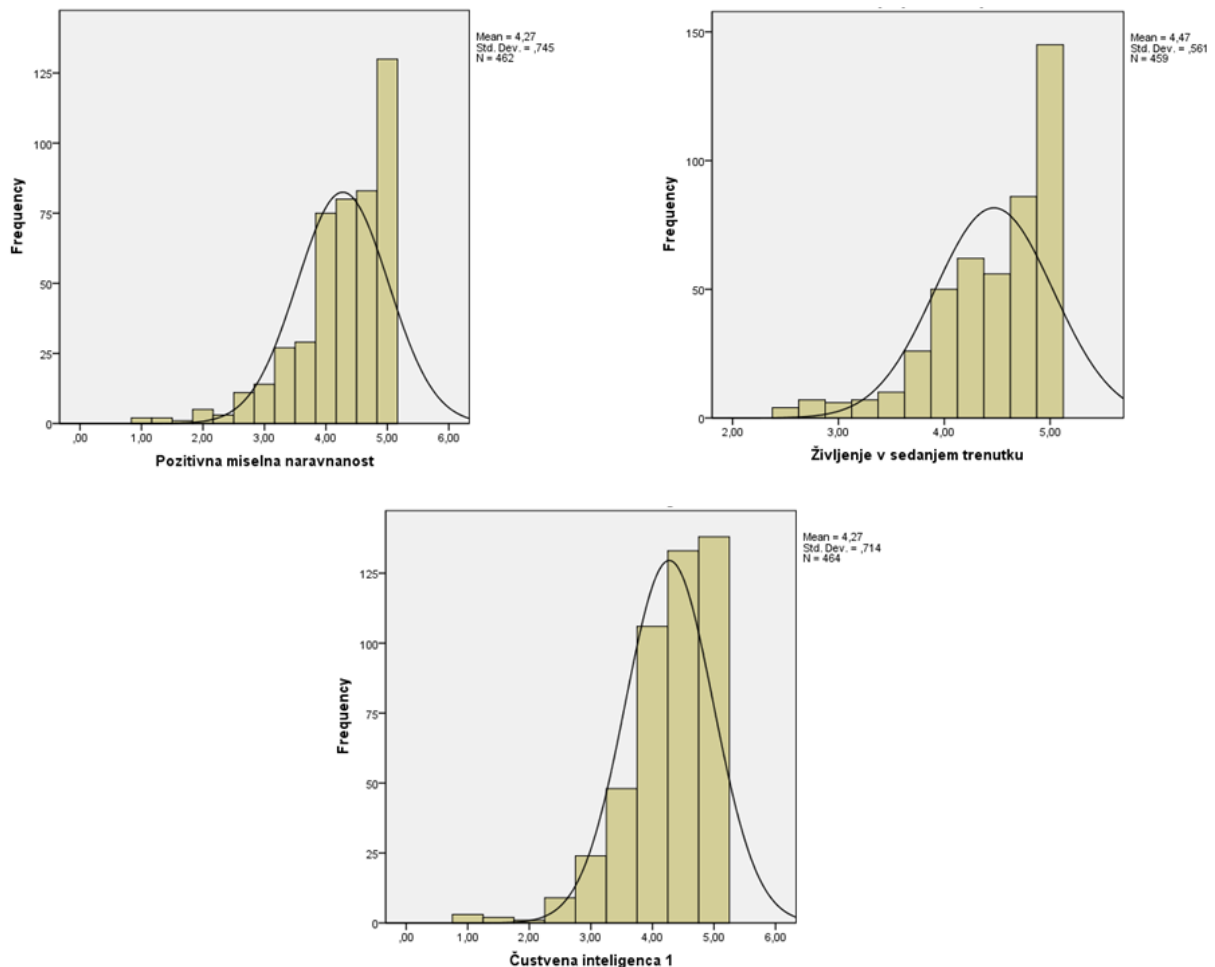 Mean = 4,27
Std. Dev. = ,745
N = 462
125
100
75
50
25
0
Frequency
,00 1,00 2,00 3,00 4,00 5,00 6,00
Pozitivna miselna naravnanost
Mean = 4,47
Std. Dev. = ,561
N = 459
150
100
50
0
Frequency
2,00 3,00 4,00 5,00
Življenje v sedanjem trenutku
Mean = 4,27
Std. Dev. = ,714
N = 464
125
100
75
50
25
0
Frequency
,00 1,00 2,00 3,00 4,00 5,00 6,00
Čustvena inteligenca 1